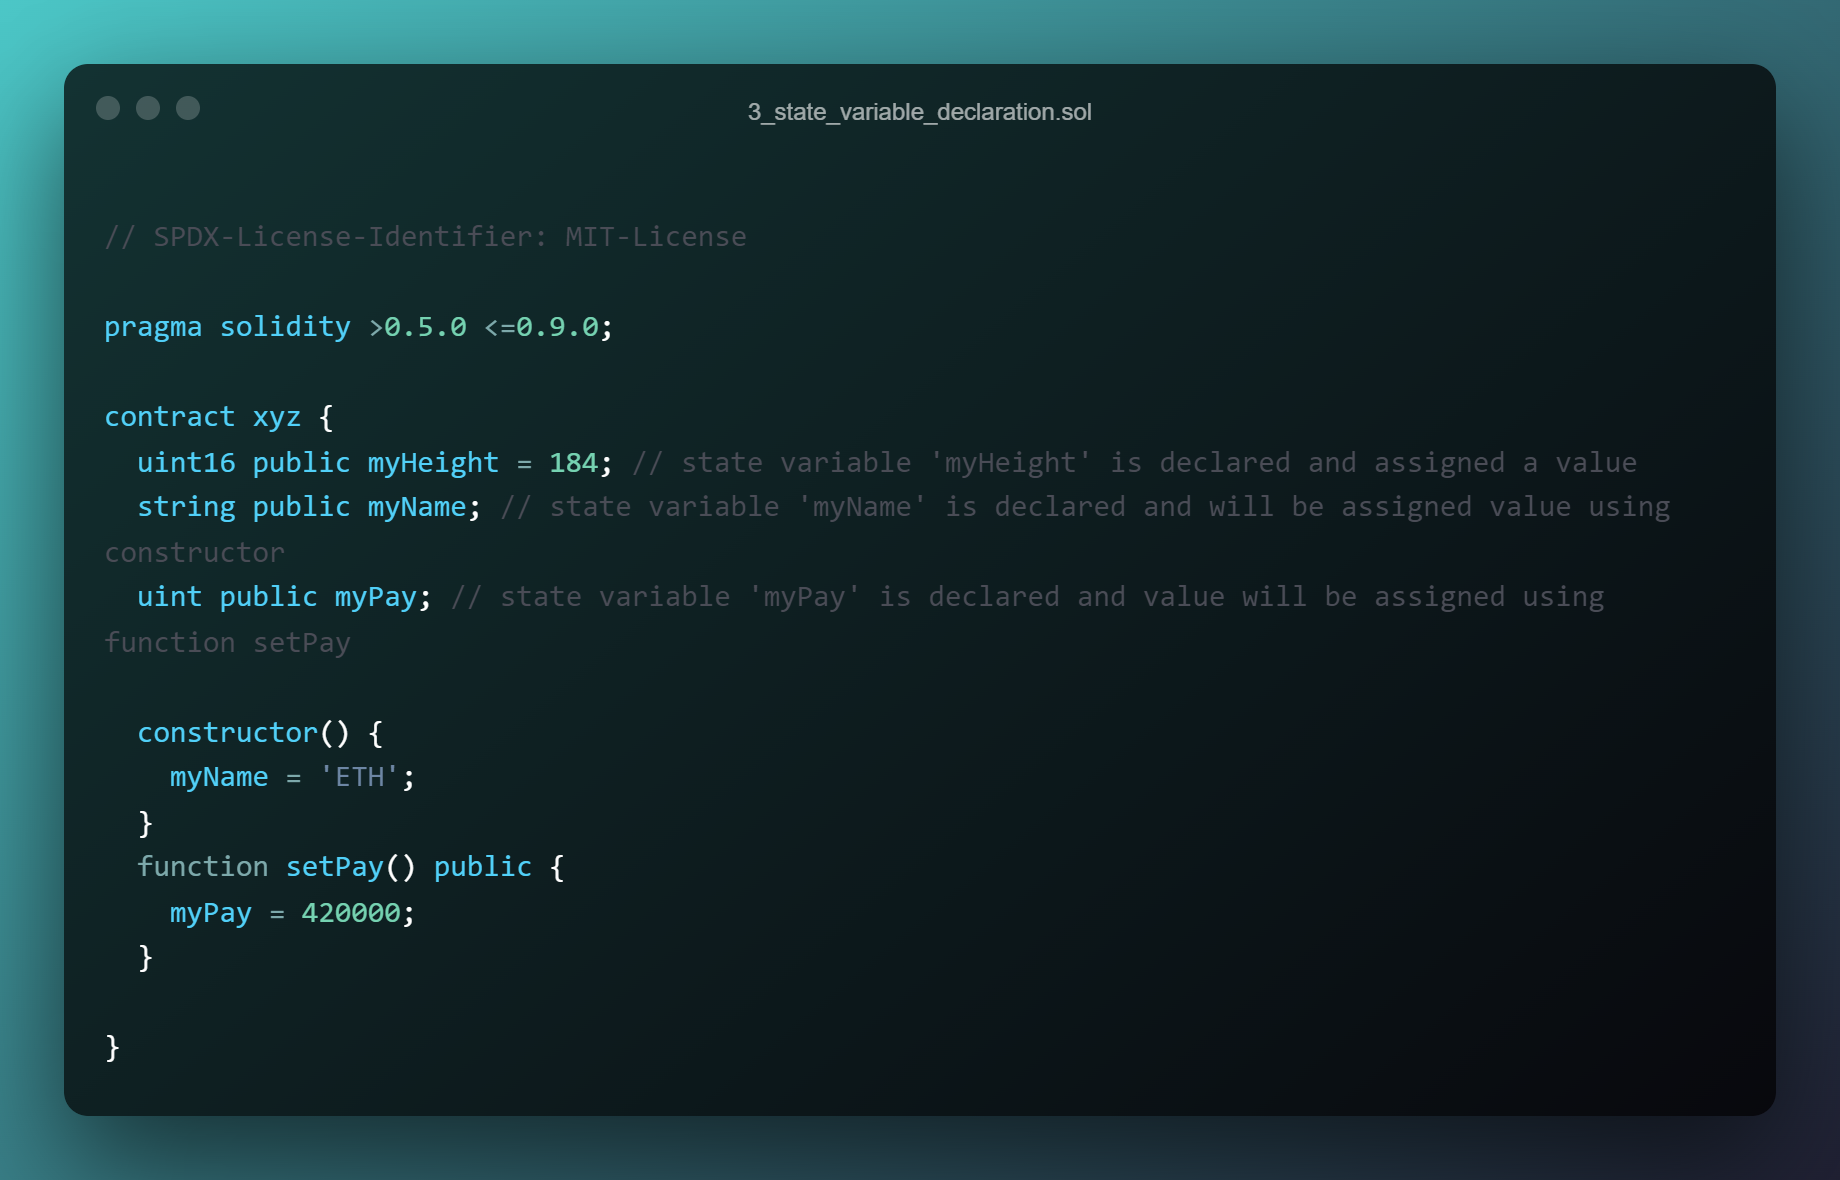 3_state_variable_declaration.sol
// SPDX-License-Identifier: MIT-License
pragma solidity >0.5.0 <=0.9.0;
contract xyz {
  uint16 public myHeight = 184; // state variable 'myHeight' is declared and assigned a value
  string public myName; // state variable 'myName' is declared and will be assigned value using
constructor
  uint public myPay; // state variable 'myPay' is declared and value will be assigned using
function setPay
  constructor() {
    myName = 'ETH';
  }
  function setPay() public {
    myPay = 420000;
  }
}